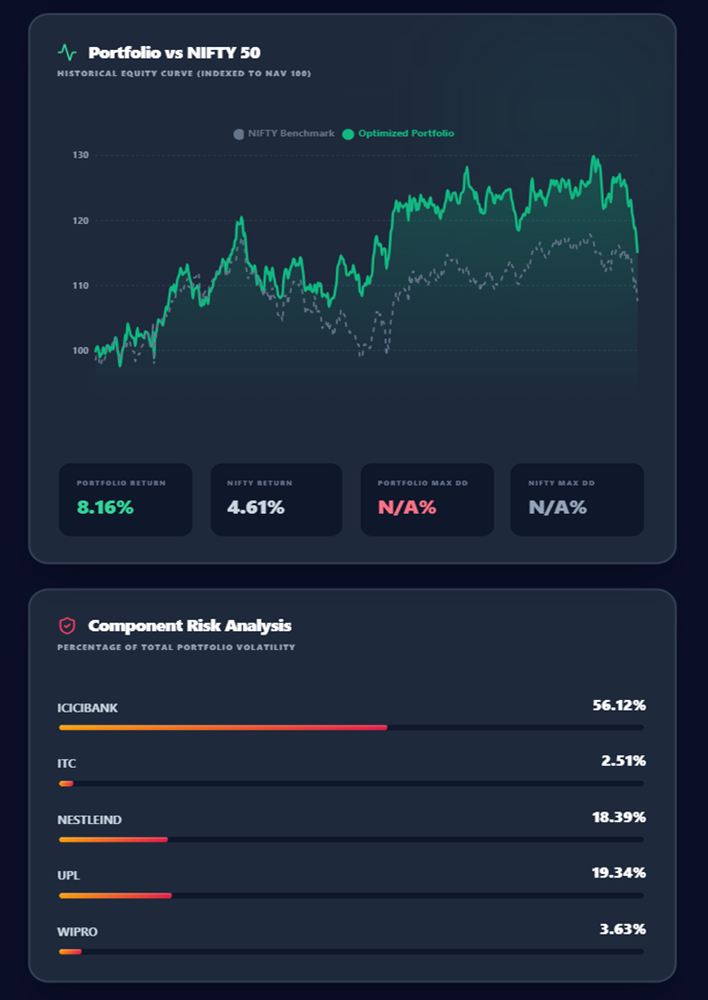 Portfolio vs NIFTY 50
HISTORICAL EQUITY CURVE (INDEXED TO NAV 100)
NIFTY Benchmark Optimized Portfolio
130
120
110
100
PORTFOLIO RETURN
8.16%
NIFTY RETURN
4.61%
PORTFOLIO MAX DD
N/A%
NIFTY MAX DD
N/A%
Component Risk Analysis
PERCENTAGE OF TOTAL PORTFOLIO VOLATILITY
ICICIBANK 56.12%
ITC 2.51%
NESTLEIND 18.39%
UPL 19.34%
WIPRO 3.63%